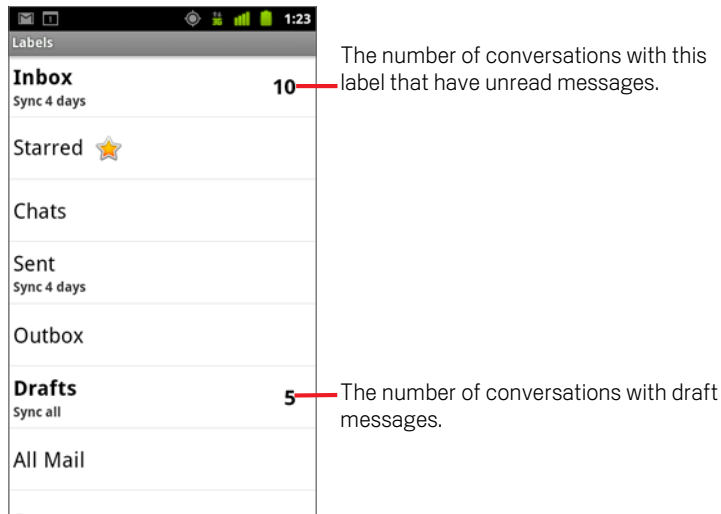 1:23
Labels
Inbox
Sync 4 days
10
The number of conversations with this
label that have unread messages.
Starred
Chats
Sent
Sync 4 days
Outbox
Drafts
Sync all
5
The number of conversations with draft
messages.
All Mail